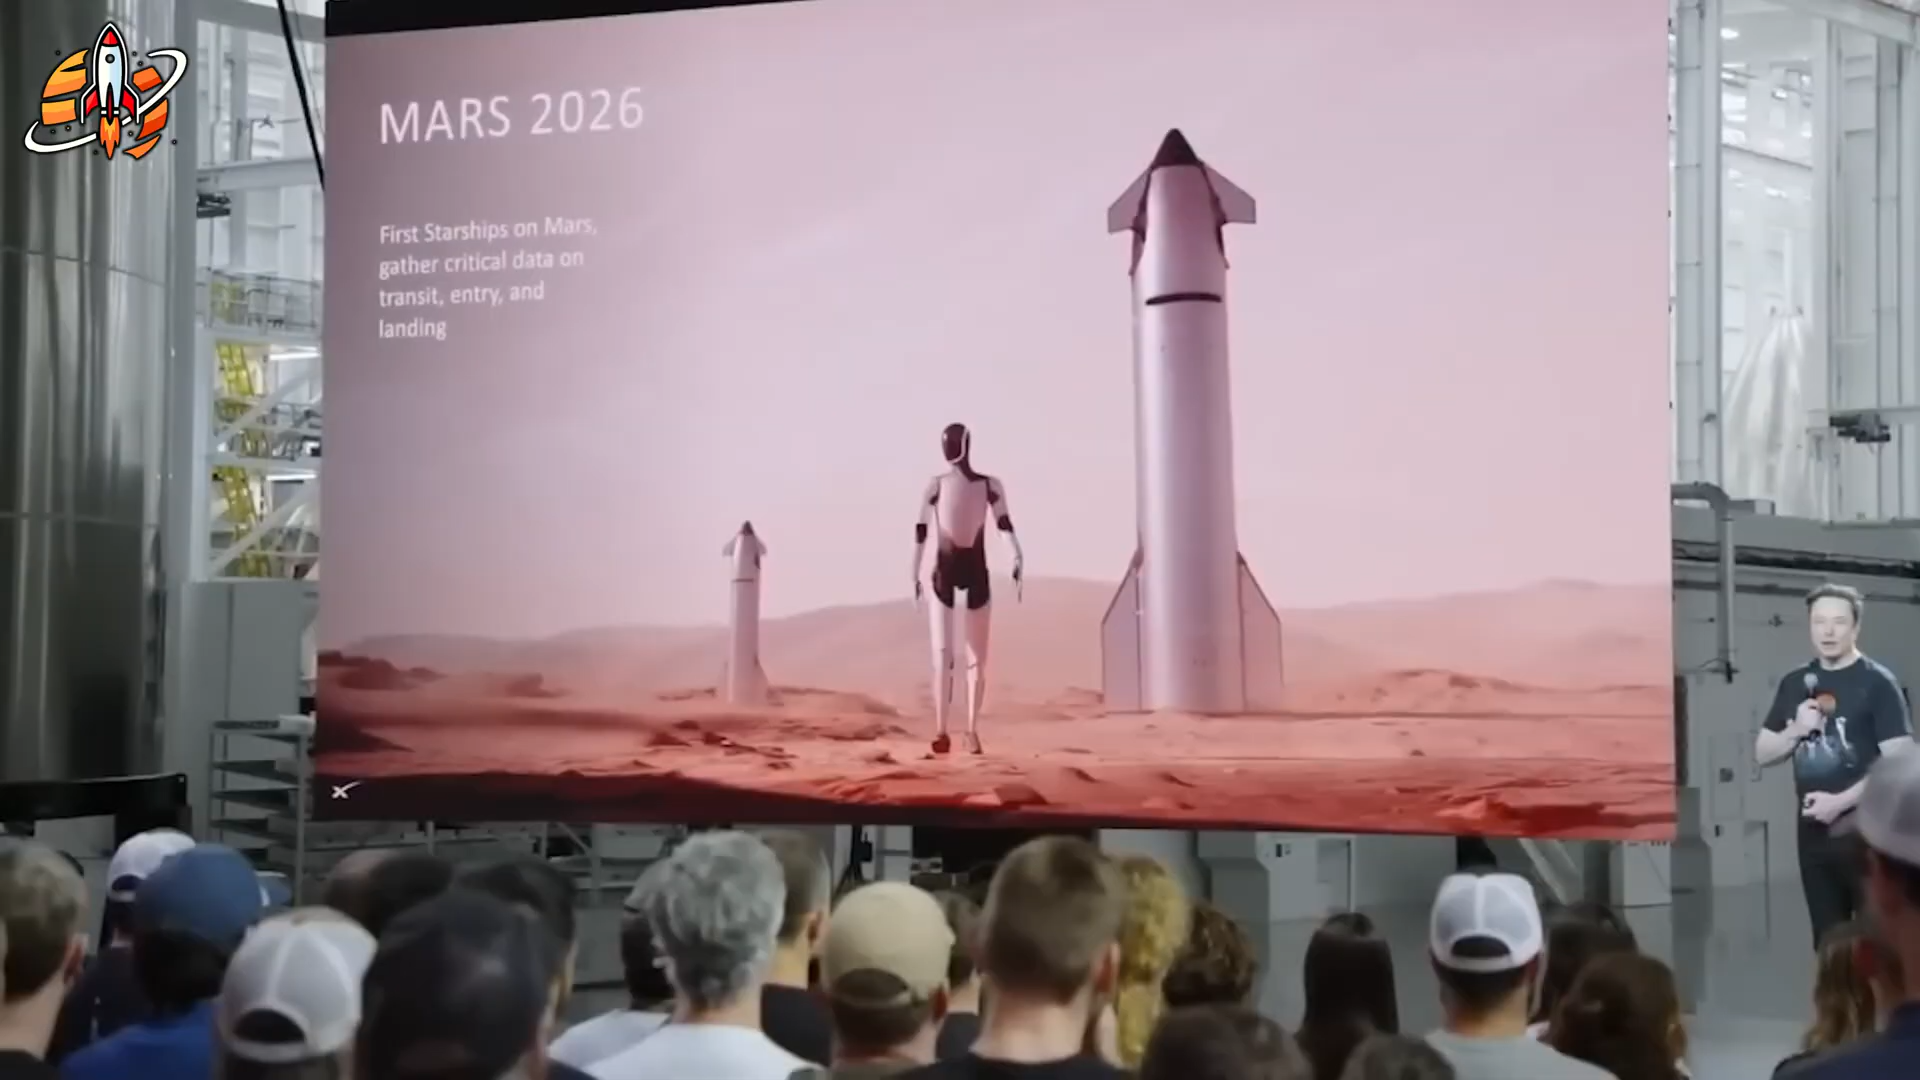 MARS 2026
First Starships on Mars,
gather critical data on
transit, entry, and
landing